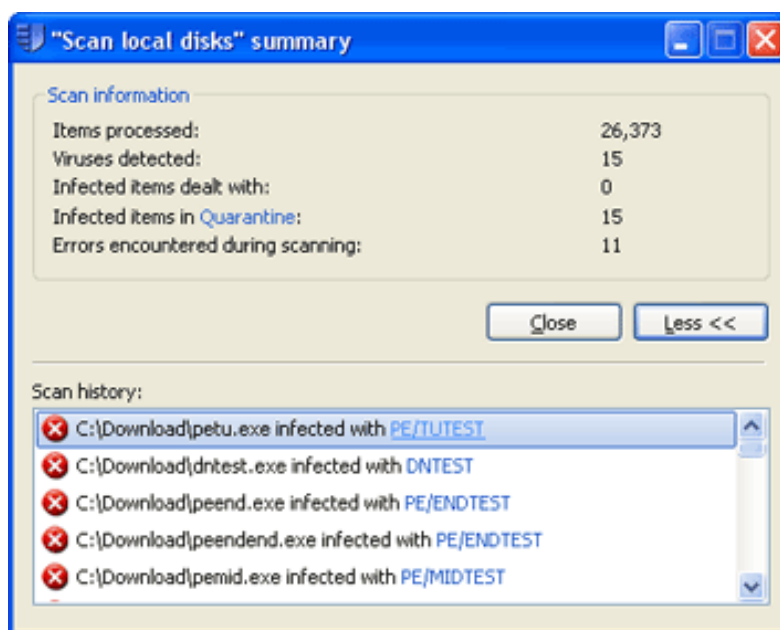 "Scan local disks" summary
Scan information
Items processed: 26,373
Viruses detected: 15
Infected items dealt with: 0
Infected items in Quarantine: 15
Errors encountered during scanning: 11
Close Less <<
Scan history:
C:\Download\petu.exe infected with PE/TUTEST
C:\Download\dntest.exe infected with DNTEST
C:\Download\peend.exe infected with PE/ENDTEST
C:\Download\peendend.exe infected with PE/ENDTEST
C:\Download\pemid.exe infected with PE/MIDTEST